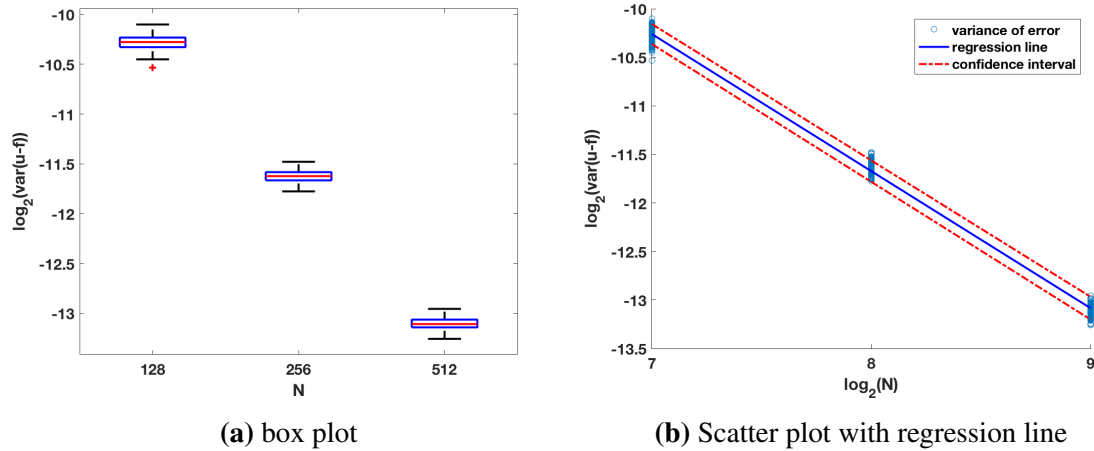 -10
-10.5
-11
-11.5
-12
-12.5
-13
log2(var(u-f))
128
256
512
N
(a) box plot
-10
-10.5
-11
-11.5
-12
-12.5
-13
-13.5
log2(var(u-f))
variance of error
regression line
confidence interval
7
8
9
log2(N)
(b) Scatter plot with regression line